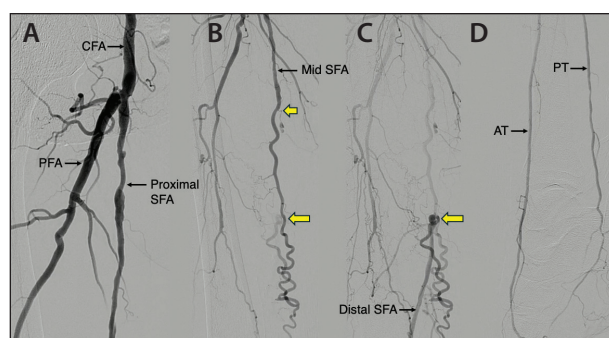 A
B
C
D
CFA
PFA
Proximal
SFA
Mid SFA
Distal SFA
AT
PT